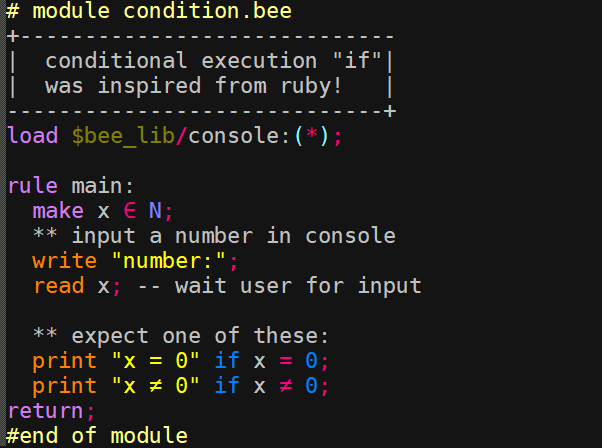 # module condition.bee
+-----------------------------
|  conditional execution "if"|
|  was inspired from ruby!   |
-----------------------------+
load $bee_lib/console:(*);
rule main:
  make x ∈ N;
  ** input a number in console
  write "number:";
  read x; -- wait user for input
  ** expect one of these:
  print "x = 0" if x = 0;
  print "x ≠ 0" if x ≠ 0;
return;
#end of module